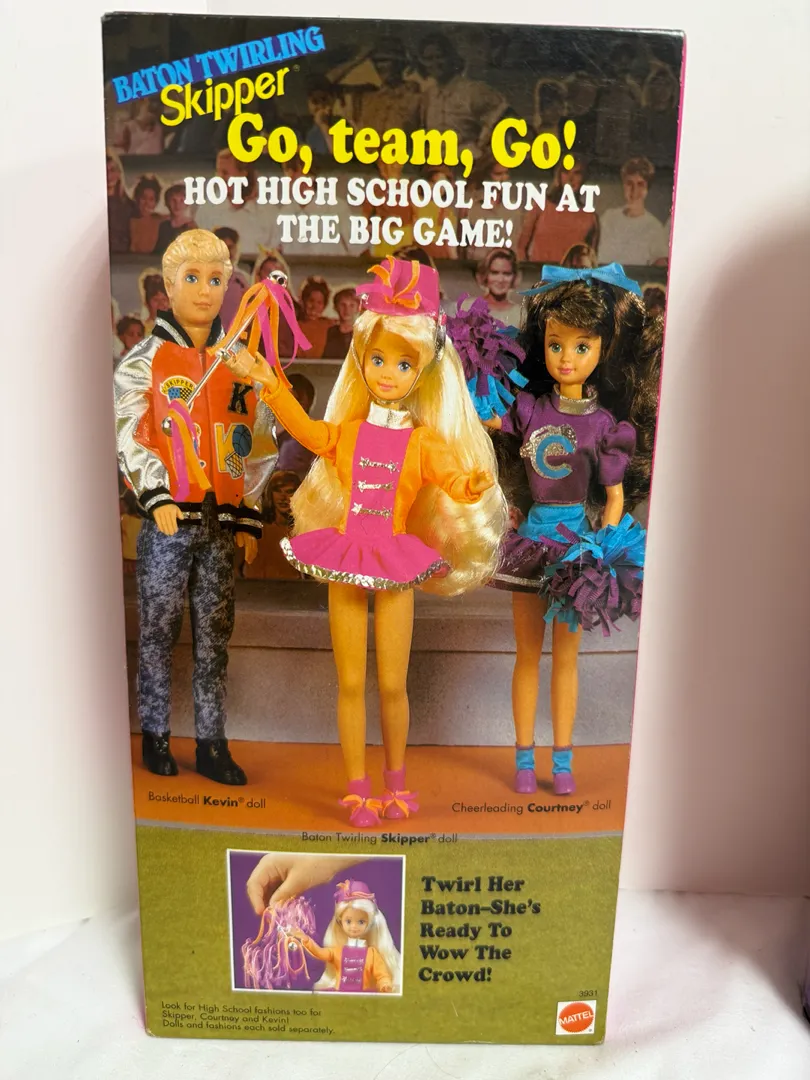 BATON TWIRLING
Skipper®
Go, team, Go!
HOT HIGH SCHOOL FUN AT
THE BIG GAME!
SKIPPER
K
C
Basketball Kevin® doll
Cheerleading Courtney® doll
Baton Twirling Skipper® doll
Twirl Her
Baton–She's
Ready To
Wow The
Crowd!
3931
Look for High School fashions too for
Skipper, Courtney and Kevin!
Dolls and fashions each sold separately.
MATTEL®